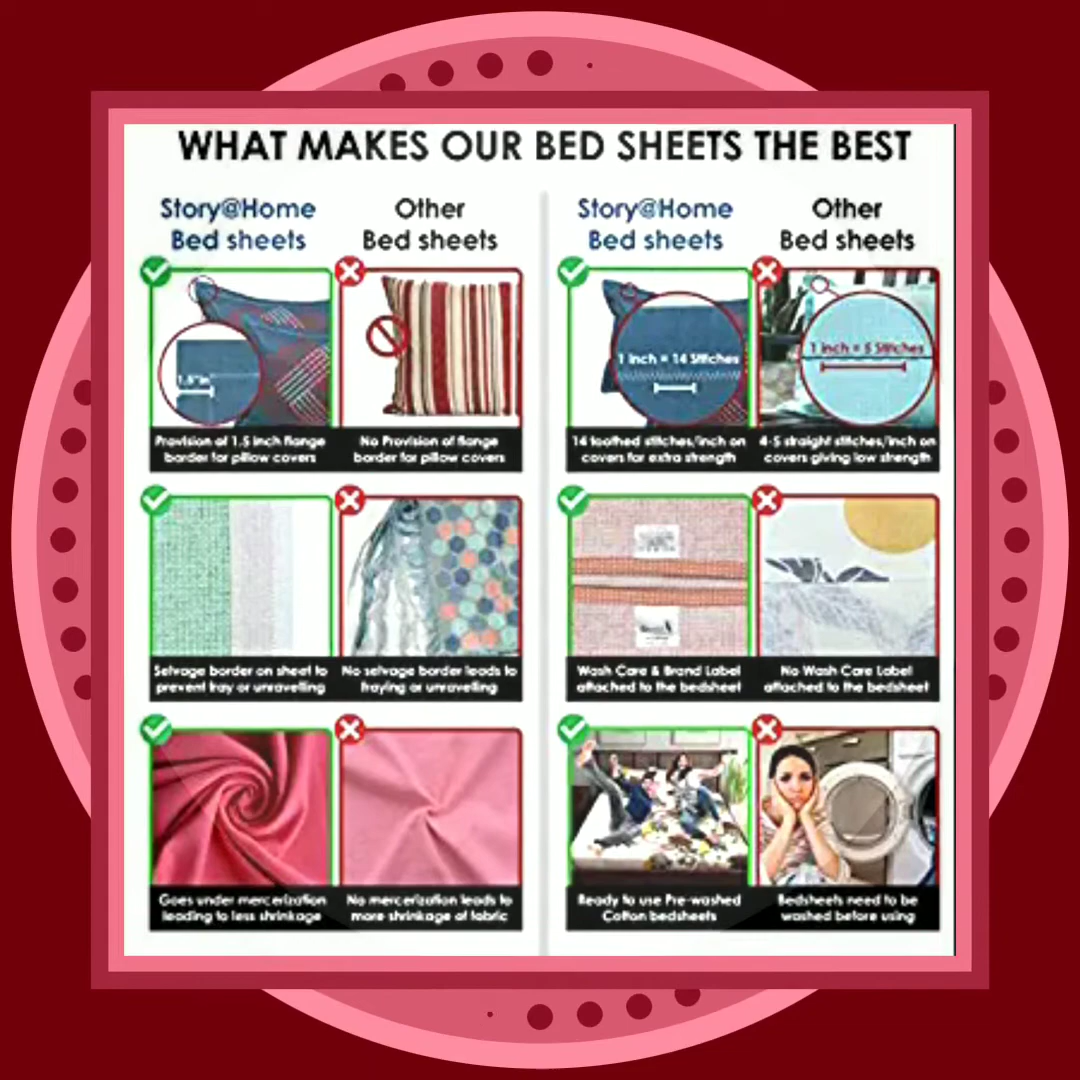 WHAT MAKES OUR BED SHEETS THE BEST
Story@Home
Bed sheets
Other
Bed sheets
Story@Home
Bed sheets
Other
Bed sheets
1.5"in
Provision of 1.5 inch flange
border for pillow covers
No Provision of flange
border for pillow covers
1 inch = 14 Stitches
14 toothed stitches/inch on
covers for extra strength
1 inch = 5 Stitches
4-5 straight stitches/inch on
covers giving low strength
Selvage border on sheet to
prevent fray or unravelling
No selvage border leads to
fraying or unravelling
Wash Care & Brand Label
attached to the bedsheet
No Wash Care Label
attached to the bedsheet
Goes under mercerization
leading to less shrinkage
No mercerization leads to
more shrinkage of fabric
Ready to use Pre-washed
Cotton bedsheets
Bedsheets need to be
washed before using